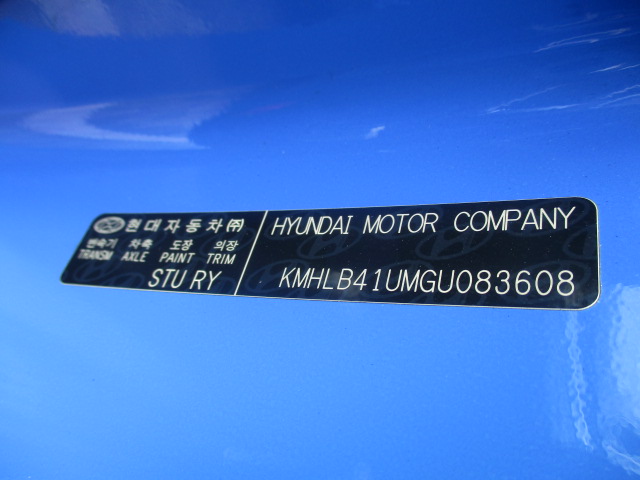 현대자동차㈜
변속기 차축 도장 의장
TRANSM AXLE PAINT TRIM
STU RY
HYUNDAI MOTOR COMPANY
KMHLB41UMGU083608